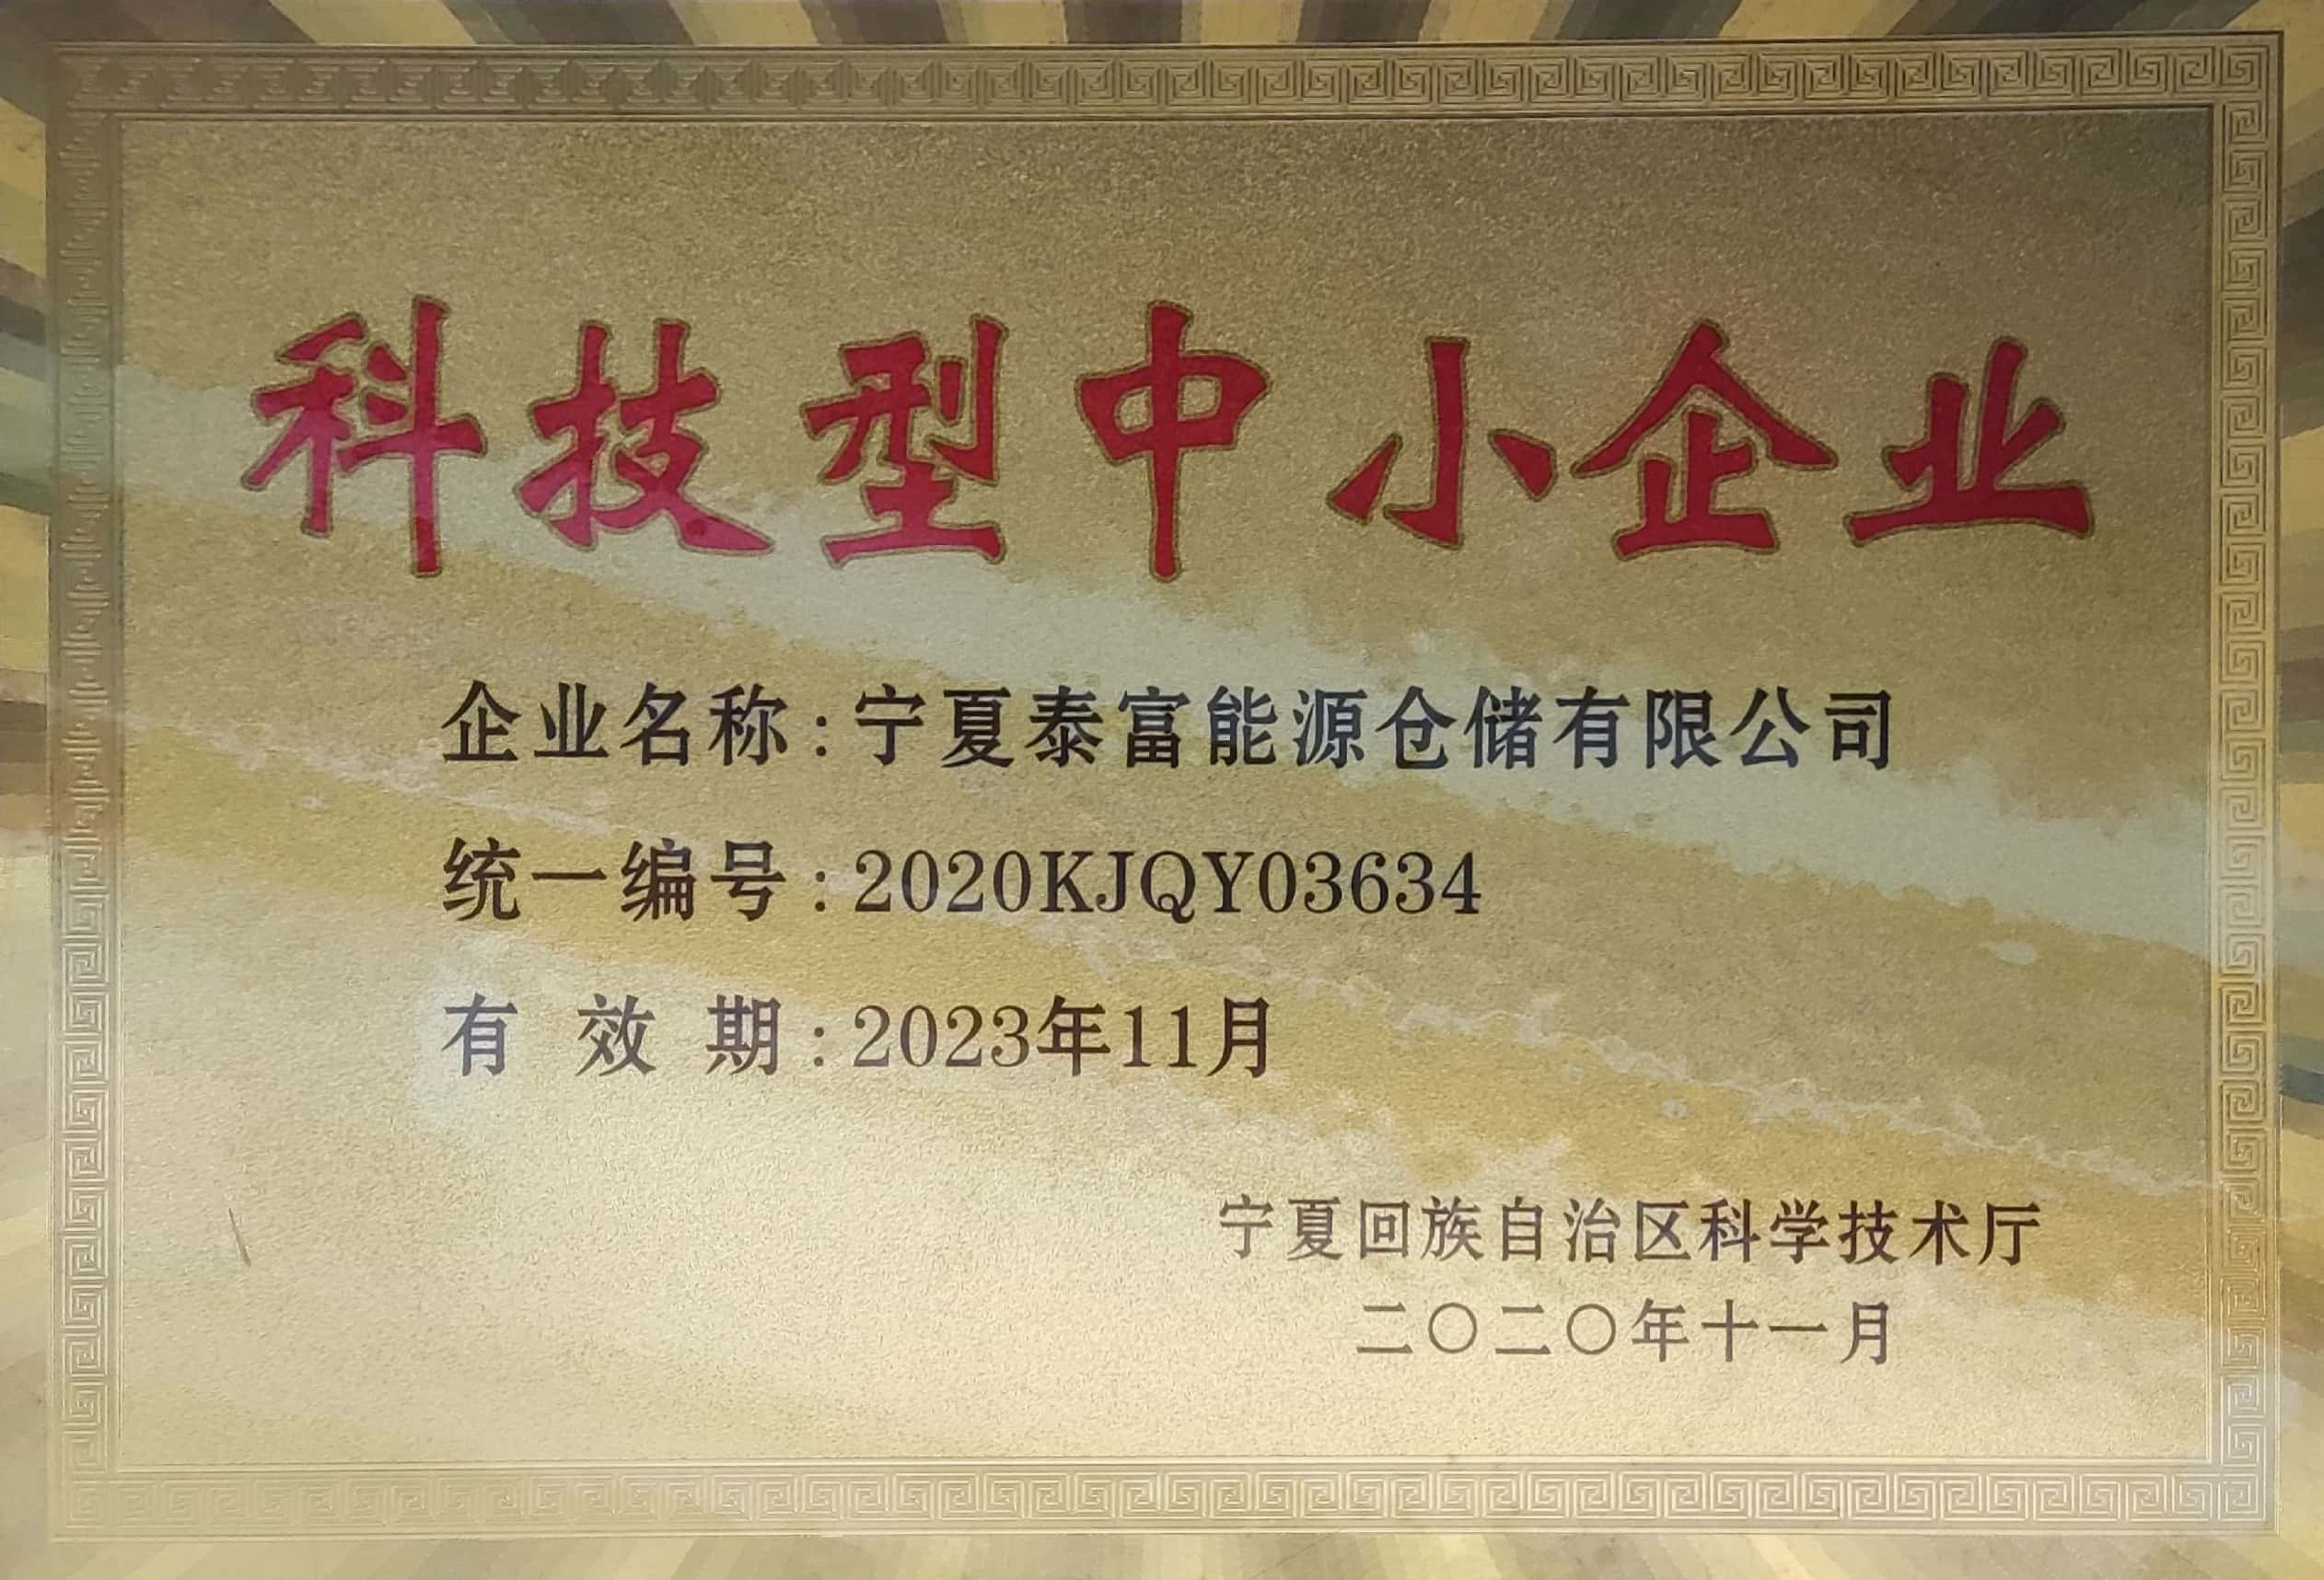 科技型中小企业
企业名称:宁夏泰富能源仓储有限公司
统一编号:2020KJQY03634
有效期:2023年11月
宁夏回族自治区科学技术厅
二〇二〇年十一月